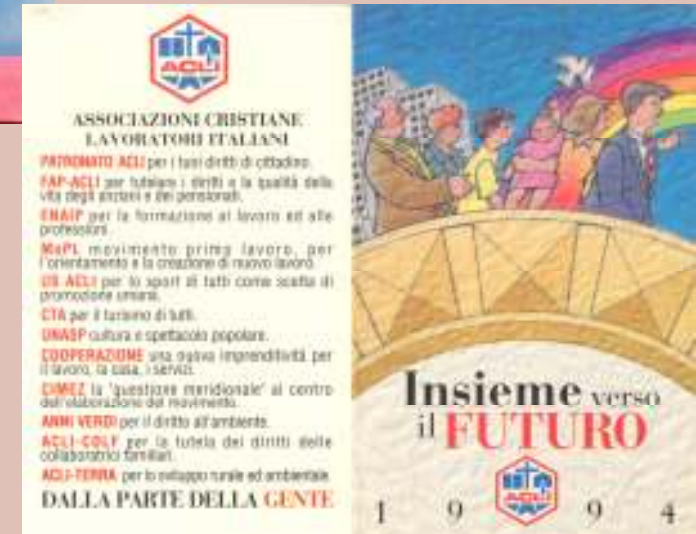 ACLI
ASSOCIAZIONI CRISTIANE
LAVORATORI ITALIANI
PATRONATO ACLI per i tuoi diritti di cittadino.
FAP-ACLI per tutelare i diritti e la qualità della
vita degli anziani e dei pensionati.
ENAIP per la formazione al lavoro ed alle
professioni.
MoPL movimento primo lavoro, per
l'orientamento e la creazione di nuovo lavoro.
US ACLI per lo sport di tutti come scelta di
promozione umana.
CTA per il turismo di tutti.
UNASP cultura e spettacolo popolare.
COOPERAZIONE una nuova imprenditività per
il lavoro, la casa, i servizi.
CIMEZ la 'questione meridionale' al centro
dell'elaborazione del movimento.
ANNI VERDI per il diritto all'ambiente.
ACLI-COLF per la tutela dei diritti delle
collaboratrici familiari.
ACLI-TERRA per lo sviluppo rurale ed ambientale.
DALLA PARTE DELLA GENTE
Insieme verso
il FUTURO
ACLI
1 9 9 4